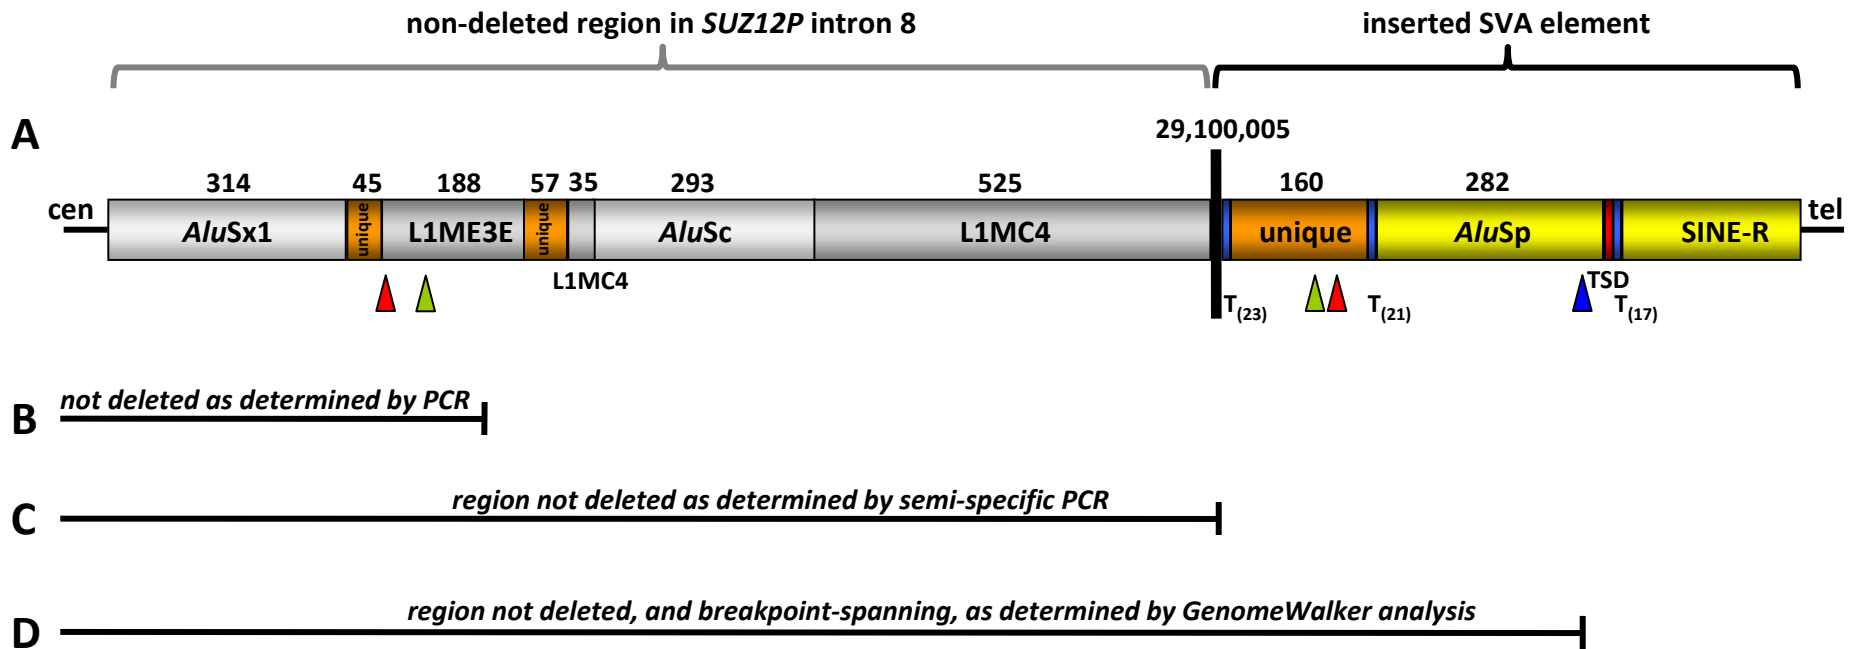 non-deleted region in SUZ12P intron 8
inserted SVA element
A
29,100,005
314 45 188 57 35 293 525 160 282
cen AluSx1 unique L1ME3E unique AluSc L1MC4 unique AluSp SINE-R tel
L1MC4 TSD
T(23) T(21) T(17)
B not deleted as determined by PCR
C region not deleted as determined by semi-specific PCR
D region not deleted, and breakpoint-spanning, as determined by GenomeWalker analysis